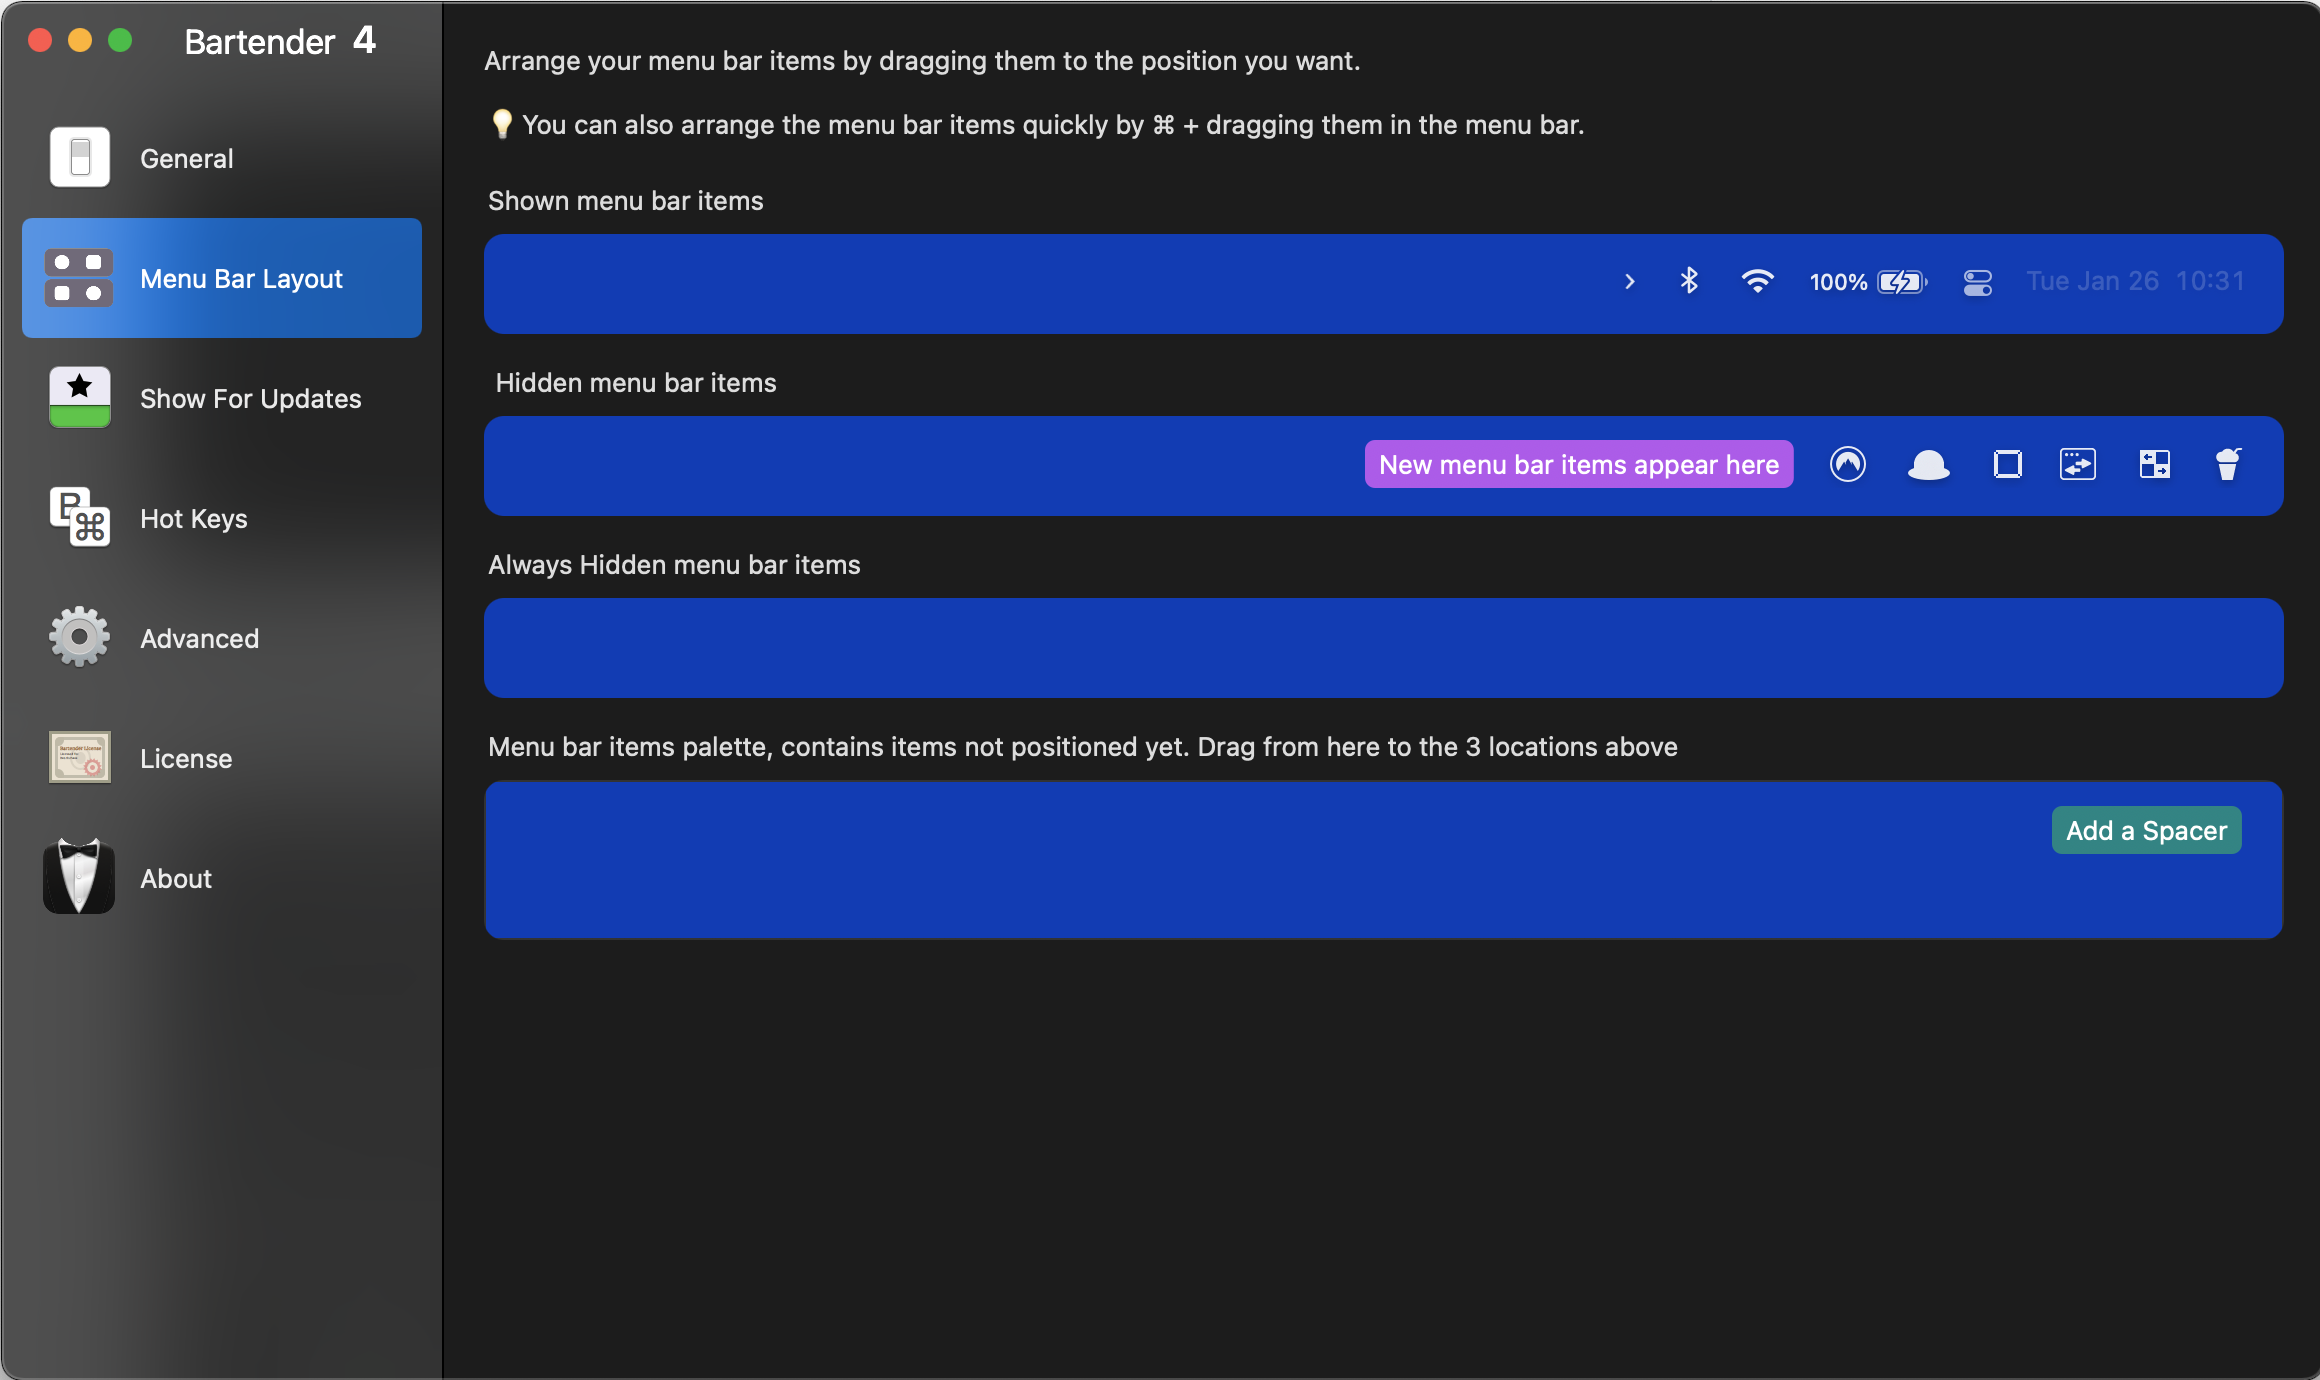 Bartender 4
General
Menu Bar Layout
Show For Updates
Hot Keys
Advanced
License
About
Arrange your menu bar items by dragging them to the position you want.
💡 You can also arrange the menu bar items quickly by ⌘ + dragging them in the menu bar.
Shown menu bar items
100% Tue Jan 26 10:31
Hidden menu bar items
New menu bar items appear here
Always Hidden menu bar items
Menu bar items palette, contains items not positioned yet. Drag from here to the 3 locations above
Add a Spacer